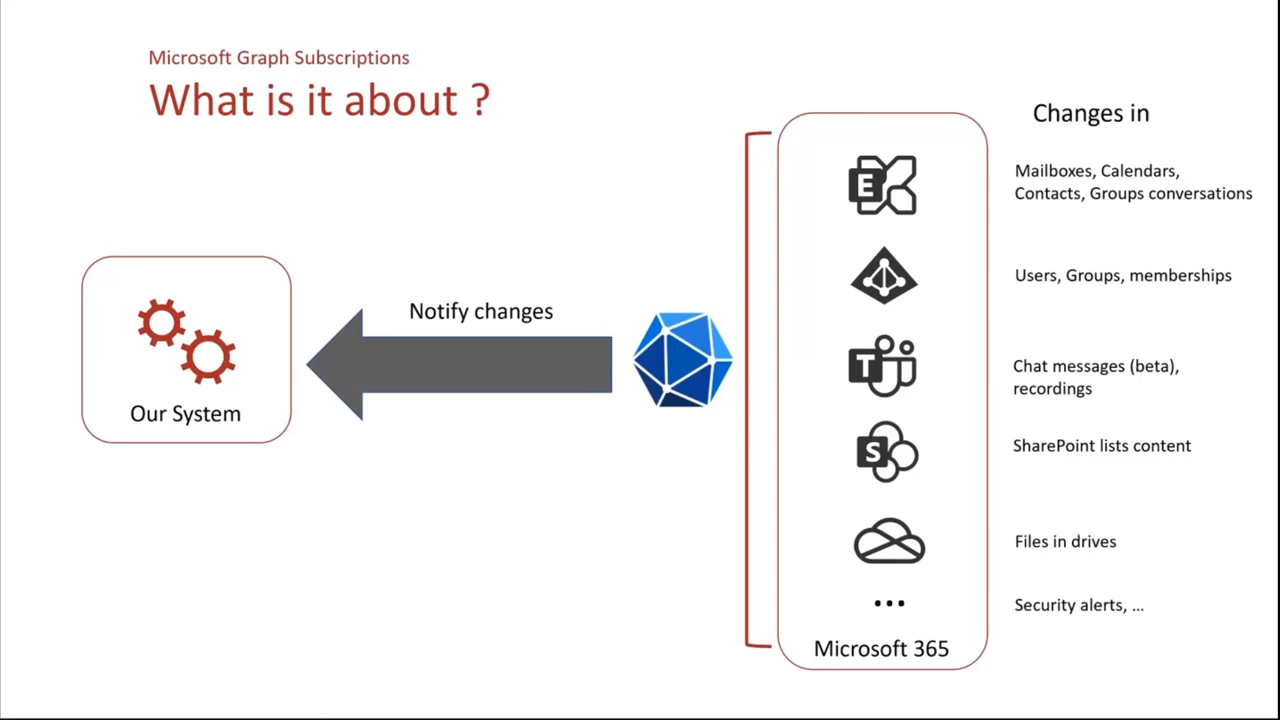 Microsoft Graph Subscriptions
What is it about ?
Changes in
E
Mailboxes, Calendars,
Contacts, Groups conversations
Users, Groups, memberships
Notify changes
T
Chat messages (beta),
recordings
Our System
S
SharePoint lists content
Files in drives
...
Security alerts, ...
Microsoft 365